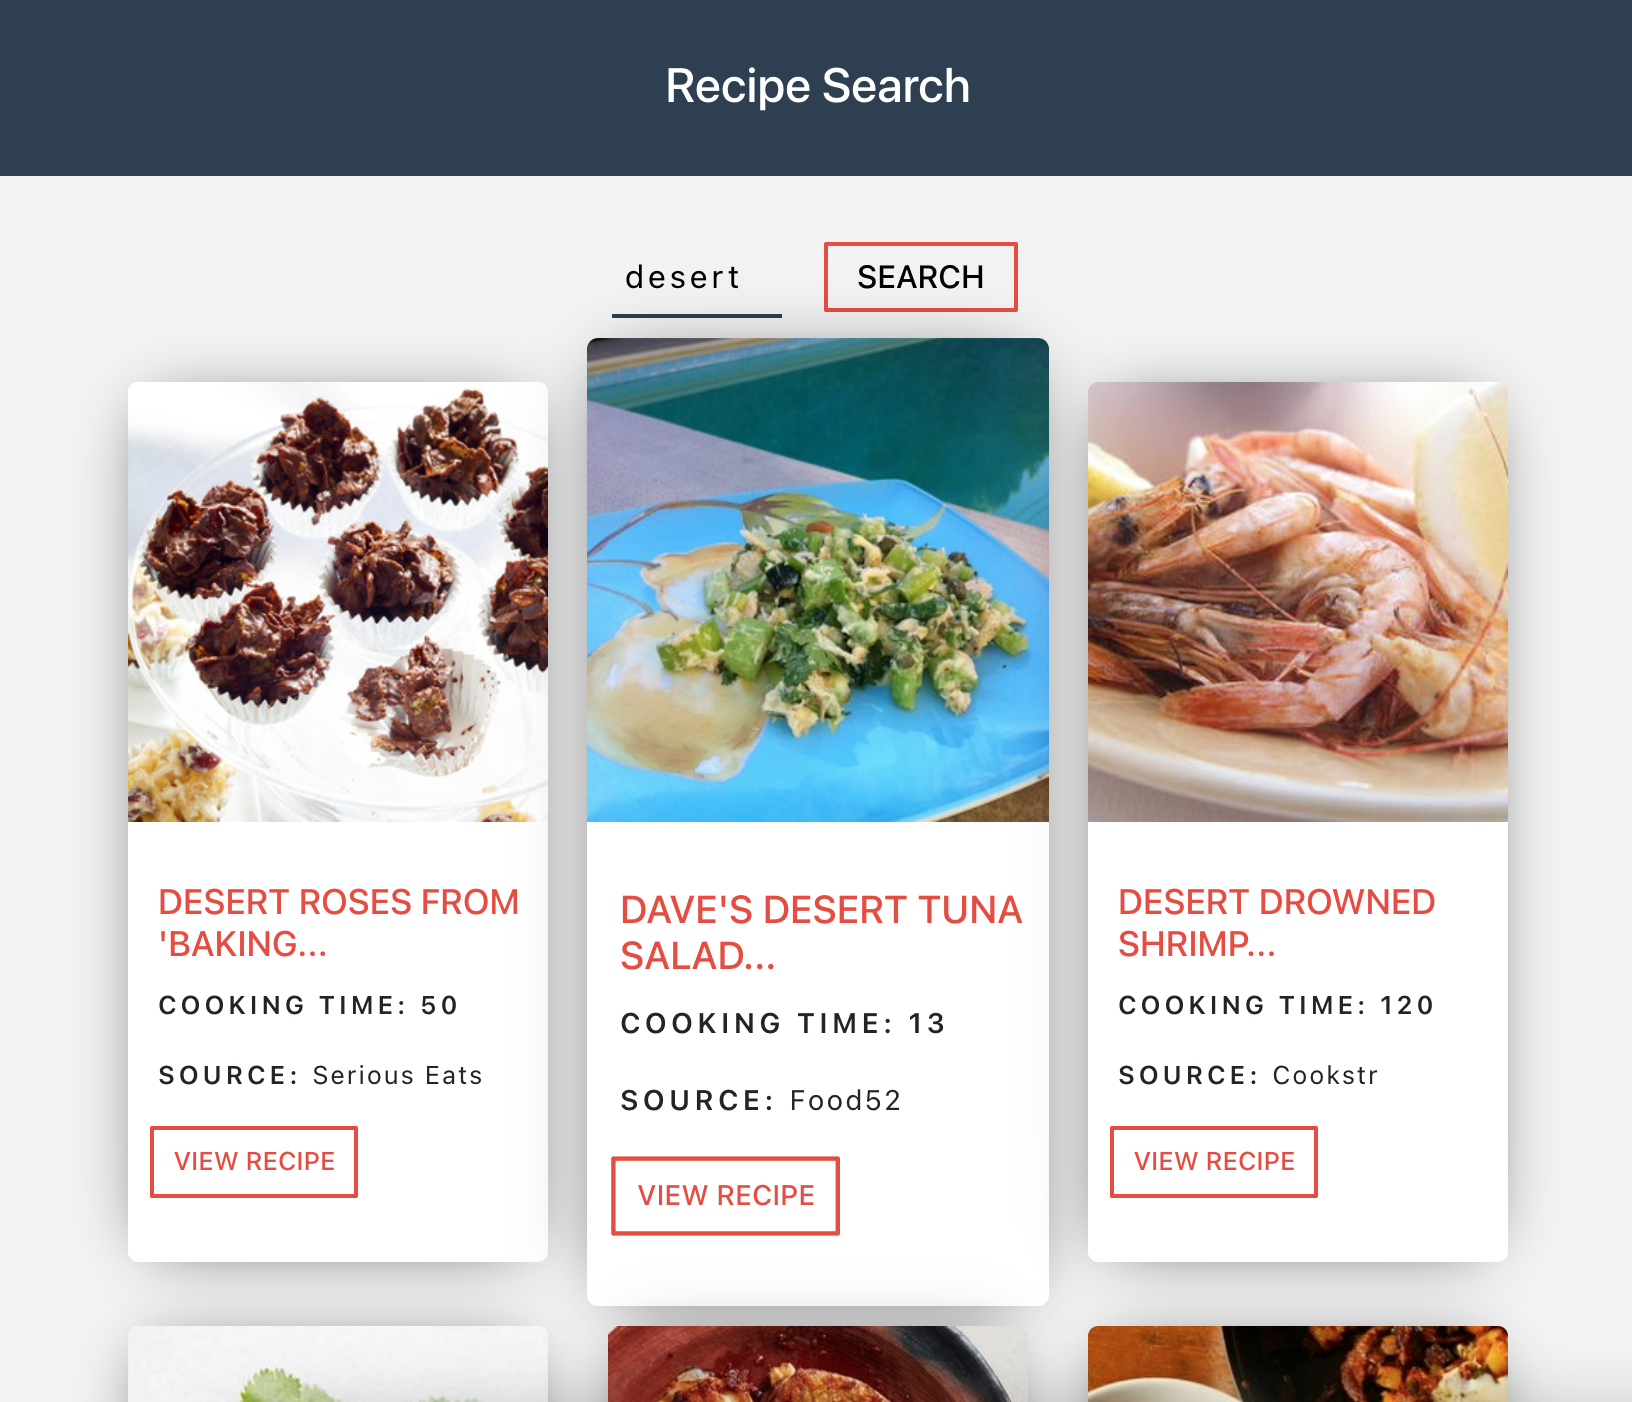 Recipe Search
desert
SEARCH
DESERT ROSES FROM
'BAKING...
COOKING TIME: 50
SOURCE: Serious Eats
VIEW RECIPE
DAVE'S DESERT TUNA
SALAD...
COOKING TIME: 13
SOURCE: Food52
VIEW RECIPE
DESERT DROWNED
SHRIMP...
COOKING TIME: 120
SOURCE: Cookstr
VIEW RECIPE